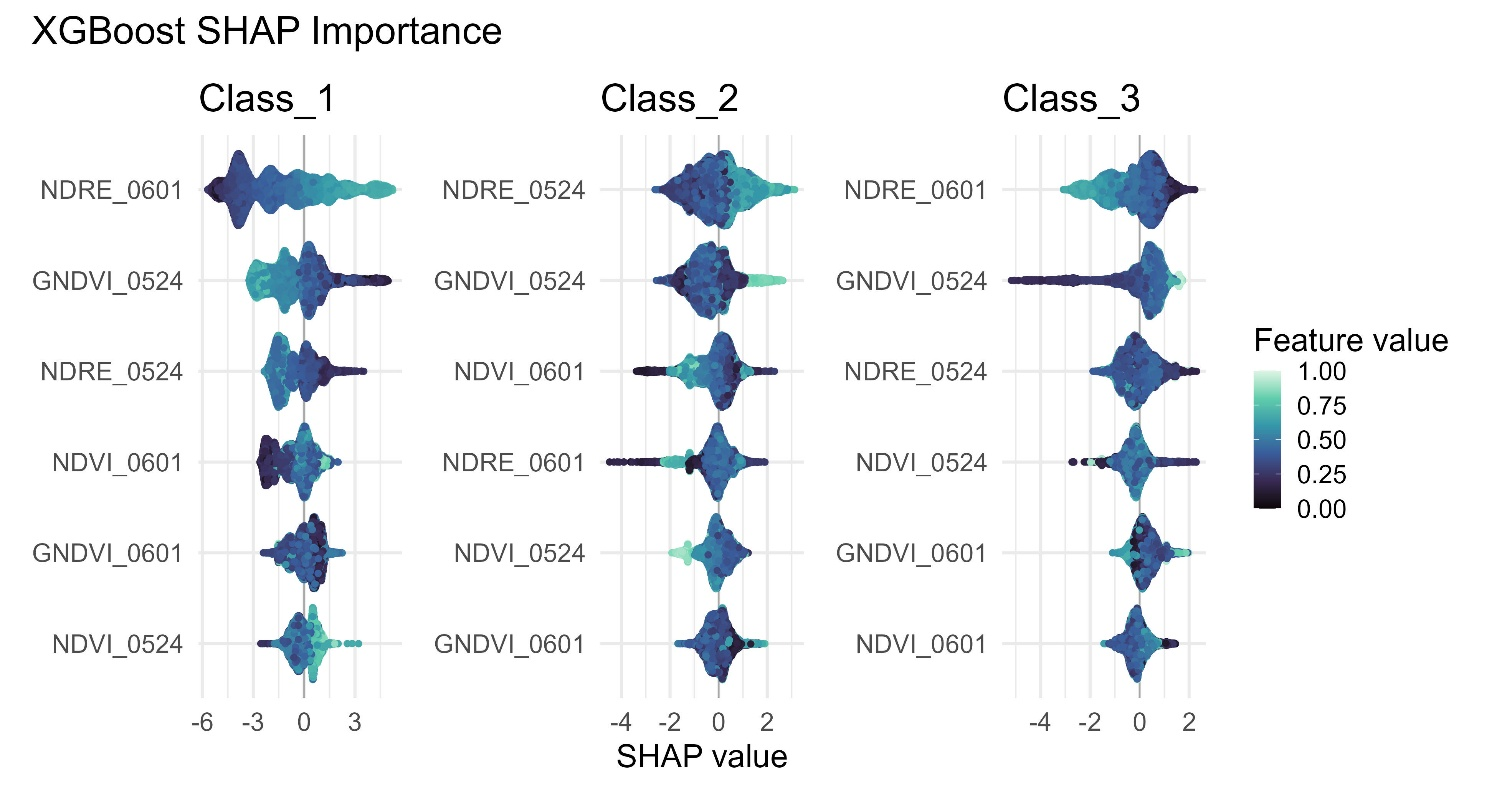 XGBoost SHAP Importance
Class_1
NDRE_0601
GNDVI_0524
NDRE_0524
NDVI_0601
GNDVI_0601
NDVI_0524
-6 -3 0 3
Class_2
NDRE_0524
GNDVI_0524
NDVI_0601
NDRE_0601
NDVI_0524
GNDVI_0601
-4 -2 0 2
Class_3
NDRE_0601
GNDVI_0524
NDRE_0524
NDVI_0524
GNDVI_0601
NDVI_0601
-4 -2 0 2
SHAP value
Feature value
1.00
0.75
0.50
0.25
0.00